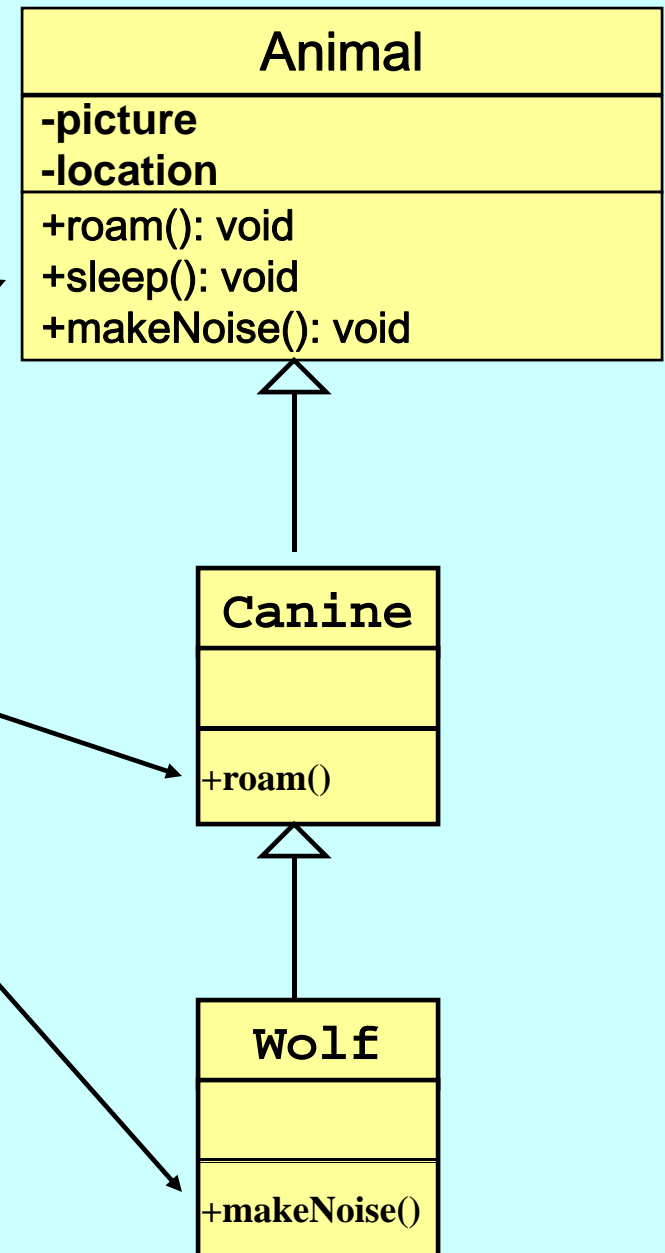 Animal
-picture
-location
+roam(): void
+sleep(): void
+makeNoise(): void
Canine
+roam()
Wolf
+makeNoise()